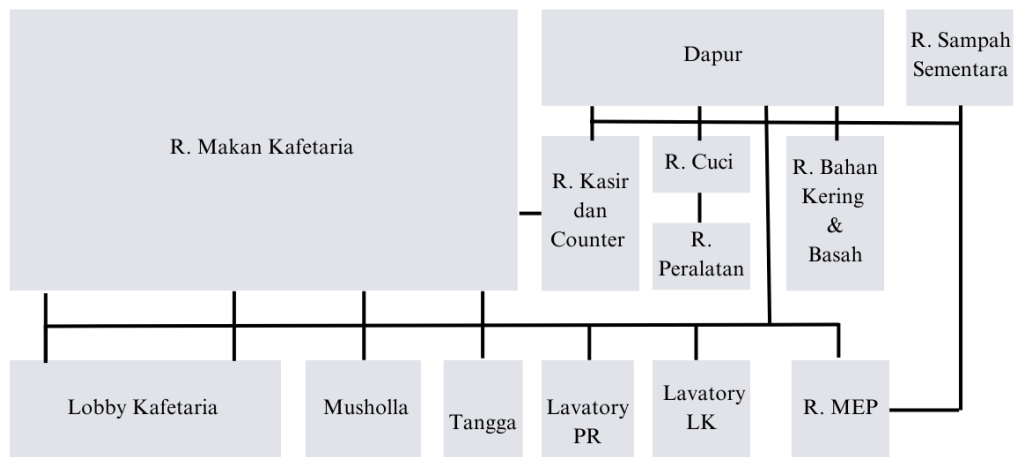 R. Makan Kafetaria
Dapur
R. Sampah
Sementara
R. Kasir
dan
Counter
R. Cuci
R.
Peralatan
R. Bahan
Kering
&
Basah
Lobby Kafetaria
Musholla
Tangga
Lavatory
PR
Lavatory
LK
R. MEP